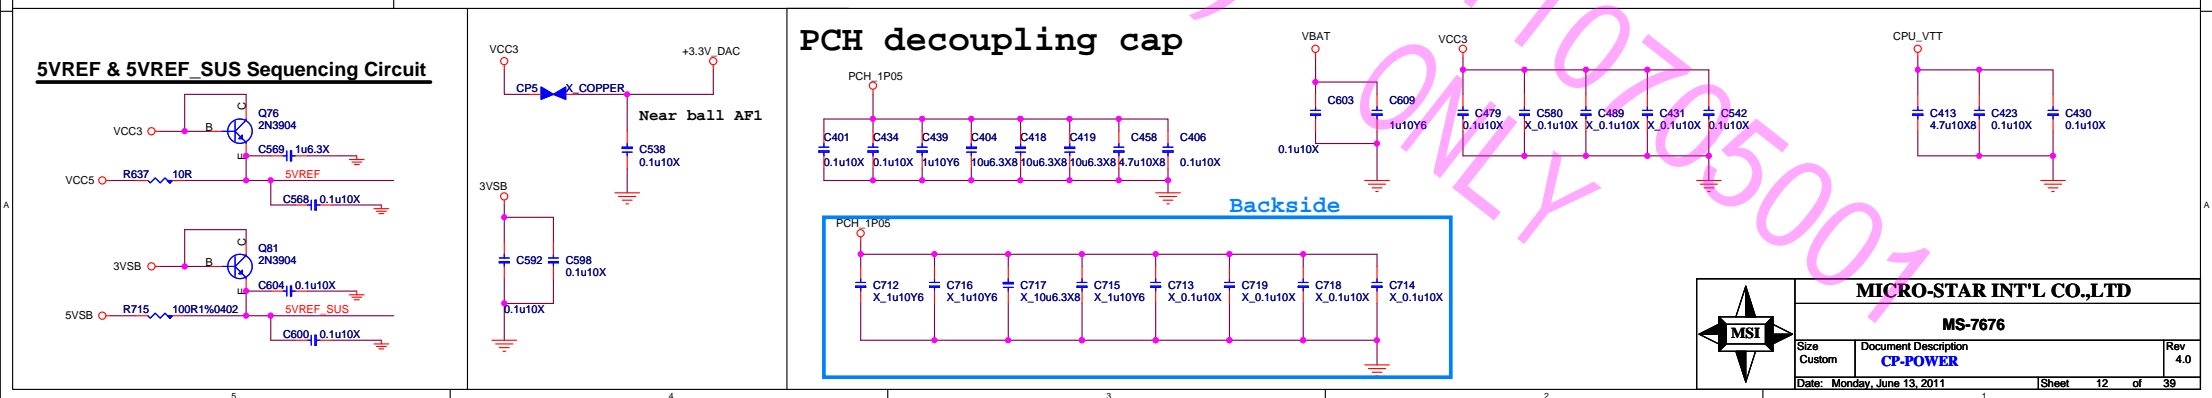 5VREF & 5VREF_SUS Sequencing Circuit
VCC3
B
C
E
Q76
2N3904
C569
1u6.3X
VCC5
R637
10R
5VREF
C568
0.1u10X
3VSB
B
C
E
Q81
2N3904
C604
0.1u10X
5VSB
R715
100R1%0402
5VREF_SUS
C600
0.1u10X
VCC3
+3.3V_DAC
CP5
X_COPPER
Near ball AF1
C538
0.1u10X
3VSB
C592
0.1u10X
C598
0.1u10X
PCH decoupling cap
PCH_1P05
C401
0.1u10X
C434
0.1u10X
C439
1u10Y6
C404
10u6.3X8
C418
10u6.3X8
C419
10u6.3X8
C458
4.7u10X8
C406
0.1u10X
VBAT
C603
0.1u10X
C609
1u10Y6
VCC3
C479
0.1u10X
C580
X_0.1u10X
C489
X_0.1u10X
C431
X_0.1u10X
C542
0.1u10X
CPU_VTT
C413
4.7u10X8
C423
0.1u10X
C430
0.1u10X
Backside
PCH_1P05
C712
X_1u10Y6
C716
X_1u10Y6
C717
X_10u6.3X8
C715
X_1u10Y6
C713
X_0.1u10X
C719
X_0.1u10X
C718
X_0.1u10X
C714
X_0.1u10X
10705001
ONLY
MSI
MICRO-STAR INT'L CO.,LTD
MS-7676
Size
Custom
Document Description
CP-POWER
Rev
4.0
Date: Monday, June 13, 2011
Sheet 12 of 39
A
A
5
4
3
2
1